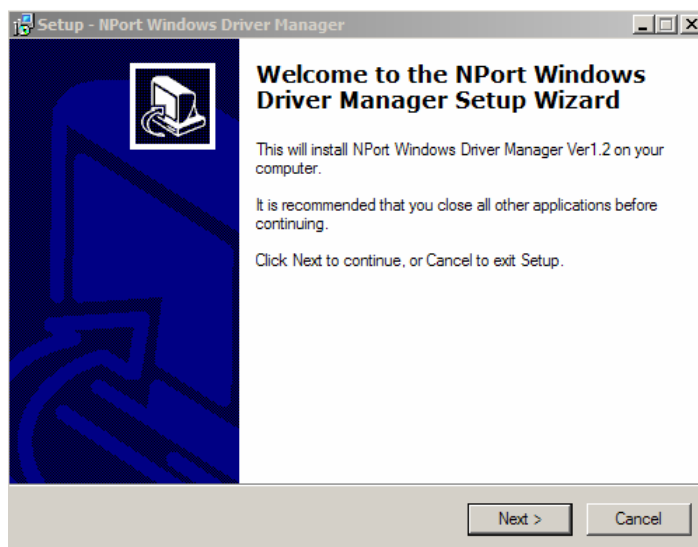 Setup - NPort Windows Driver Manager
Welcome to the NPort Windows
Driver Manager Setup Wizard
This will install NPort Windows Driver Manager Ver1.2 on your
computer.
It is recommended that you close all other applications before
continuing.
Click Next to continue, or Cancel to exit Setup.
Next >
Cancel